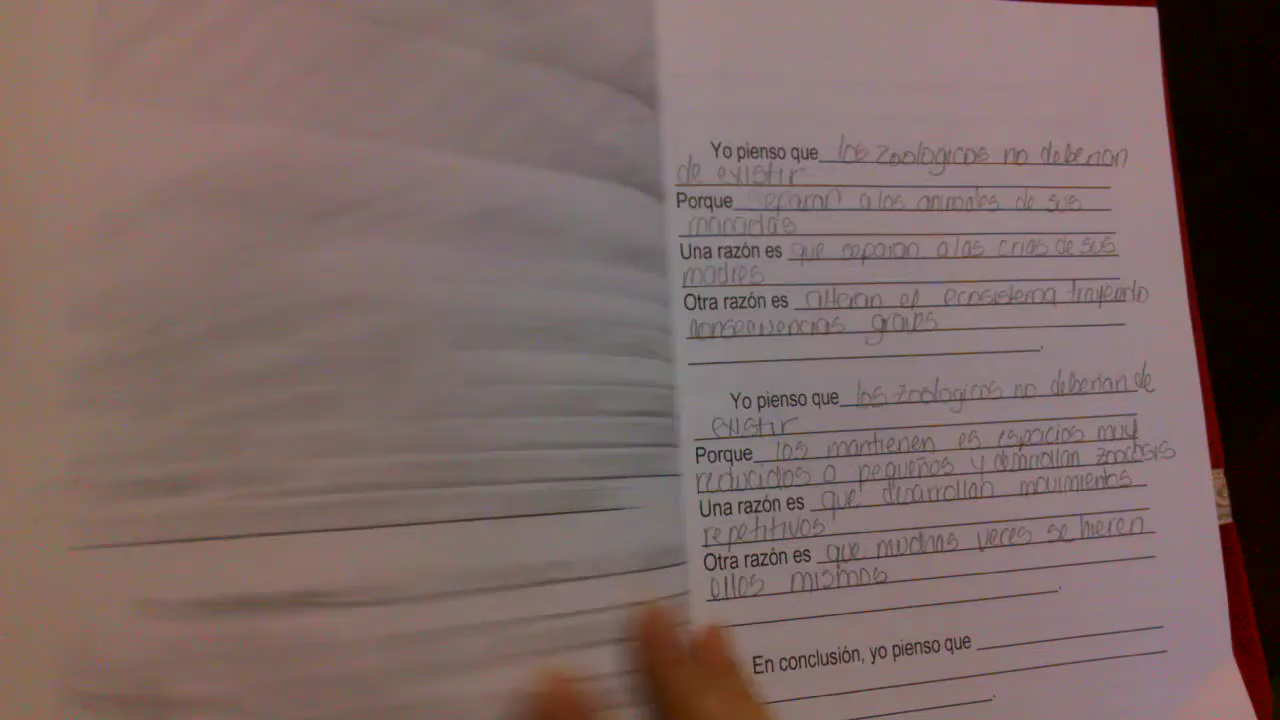 Yo pienso que los zoologicos no deberian
de existir
Porque separan a los animales de sus
manadas
Una razón es que separan a las crias de sus
madres
Otra razón es alteran el ecosistema trayendo
consecuencias graves
Yo pienso que los zoologicos no deberian de
existir
Porque los mantienen es espacios muy
reducidos o pequeños y desarrollan zoocosis
Una razón es que desarrollan movimientos
repetitivos
Otra razón es que muchas veces se hieren
ellos mismos
En conclusión, yo pienso que